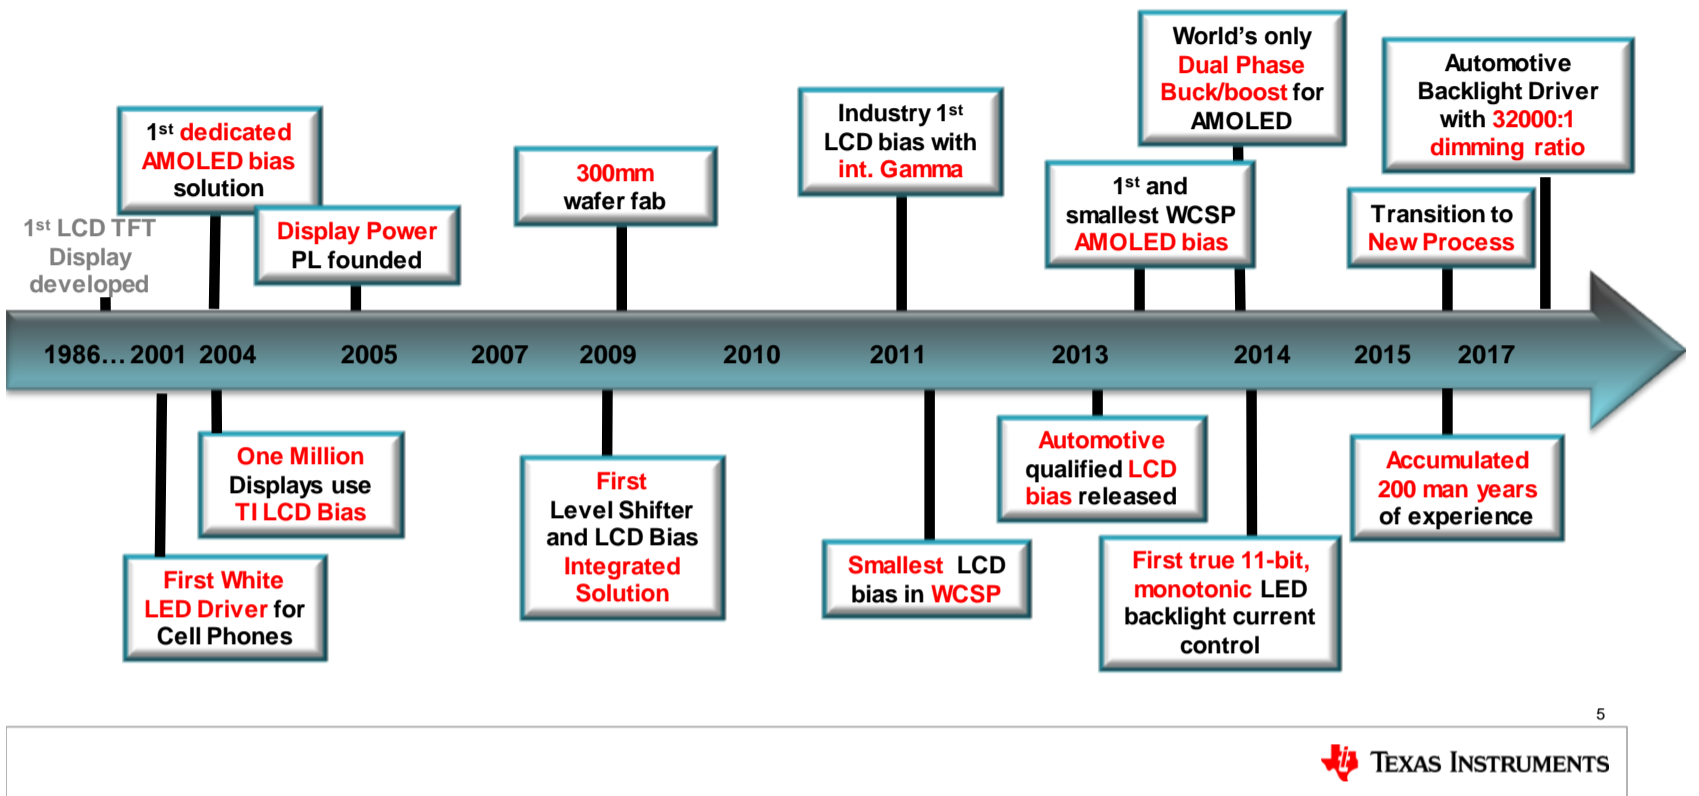 World's only
Dual Phase
Buck/boost for
AMOLED
Automotive
Backlight Driver
with 32000:1
dimming ratio
1st dedicated
AMOLED bias
solution
Industry 1st
LCD bias with
int. Gamma
300mm
wafer fab
1st and
smallest WCSP
AMOLED bias
Transition to
New Process
1st LCD TFT
Display
developed
Display Power
PL founded
1986... 2001 2004 2005 2007 2009 2010 2011 2013 2014 2015 2017
One Million
Displays use
TI LCD Bias
First White
LED Driver for
Cell Phones
First
Level Shifter
and LCD Bias
Integrated
Solution
Smallest LCD
bias in WCSP
Automotive
qualified LCD
bias released
First true 11-bit,
monotonic LED
backlight current
control
Accumulated
200 man years
of experience
5
TEXAS INSTRUMENTS